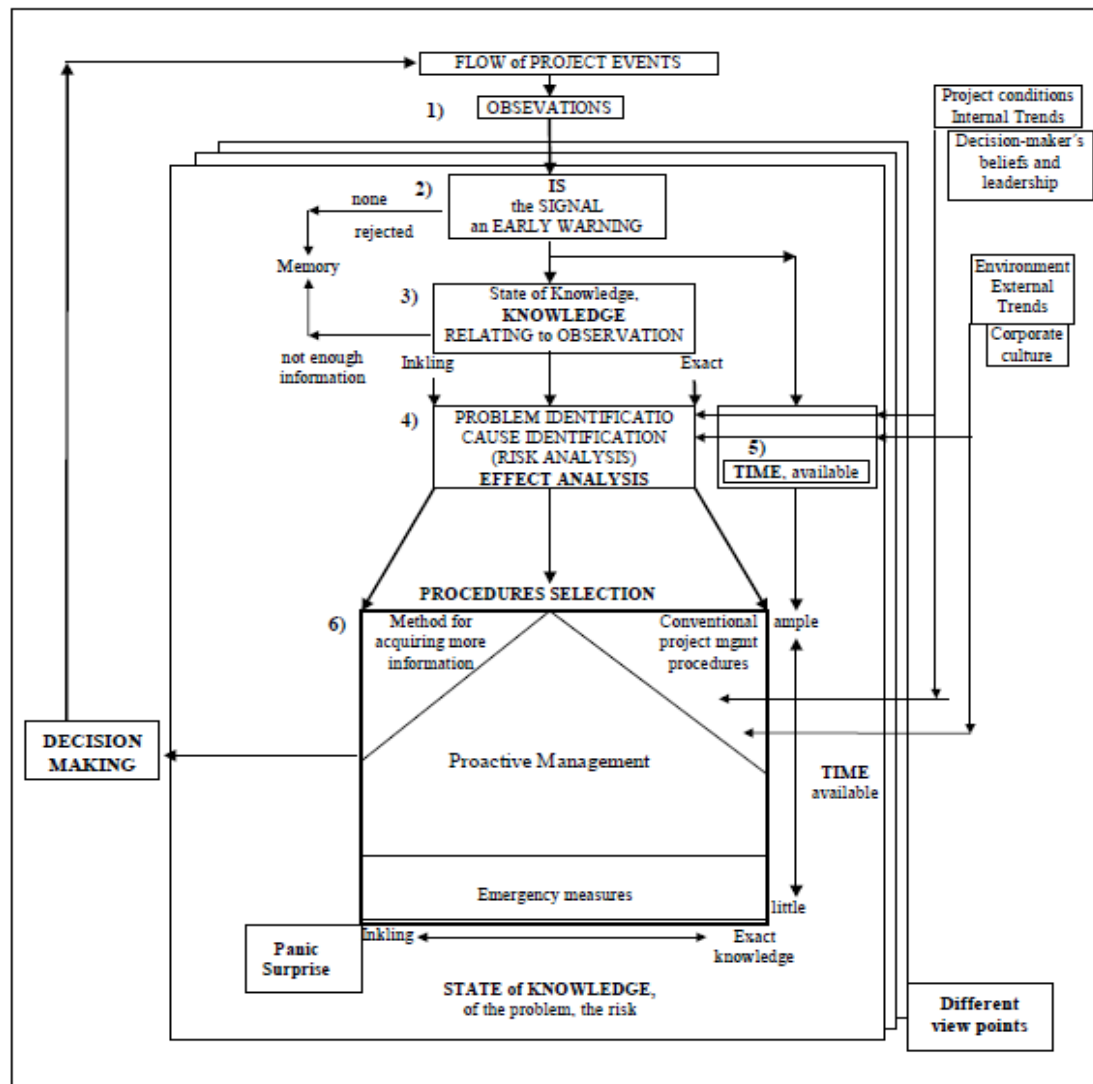 FLOW of PROJECT EVENTS
1)
OBSEVATIONS
Project conditions
Internal Trends
Decision-maker´s
beliefs and
leadership
2)
IS
the SIGNAL
an EARLY WARNING
none
rejected
Memory
Environment
External
Trends
Corporate
culture
3)
State of Knowledge,
KNOWLEDGE
RELATING to OBSERVATION
not enough
information
Inkling
Exact
4)
PROBLEM IDENTIFICATIO
CAUSE IDENTIFICATION
(RISK ANALYSIS)
EFFECT ANALYSIS
5)
TIME, available
PROCEDURES SELECTION
6)
Method for
acquiring more
information
Conventional
project mgmt
procedures
ample
DECISION
MAKING
Proactive Management
TIME
available
Emergency measures
little
Inkling
Exact
knowledge
Panic
Surprise
STATE of KNOWLEDGE,
of the problem, the risk
Different
view points